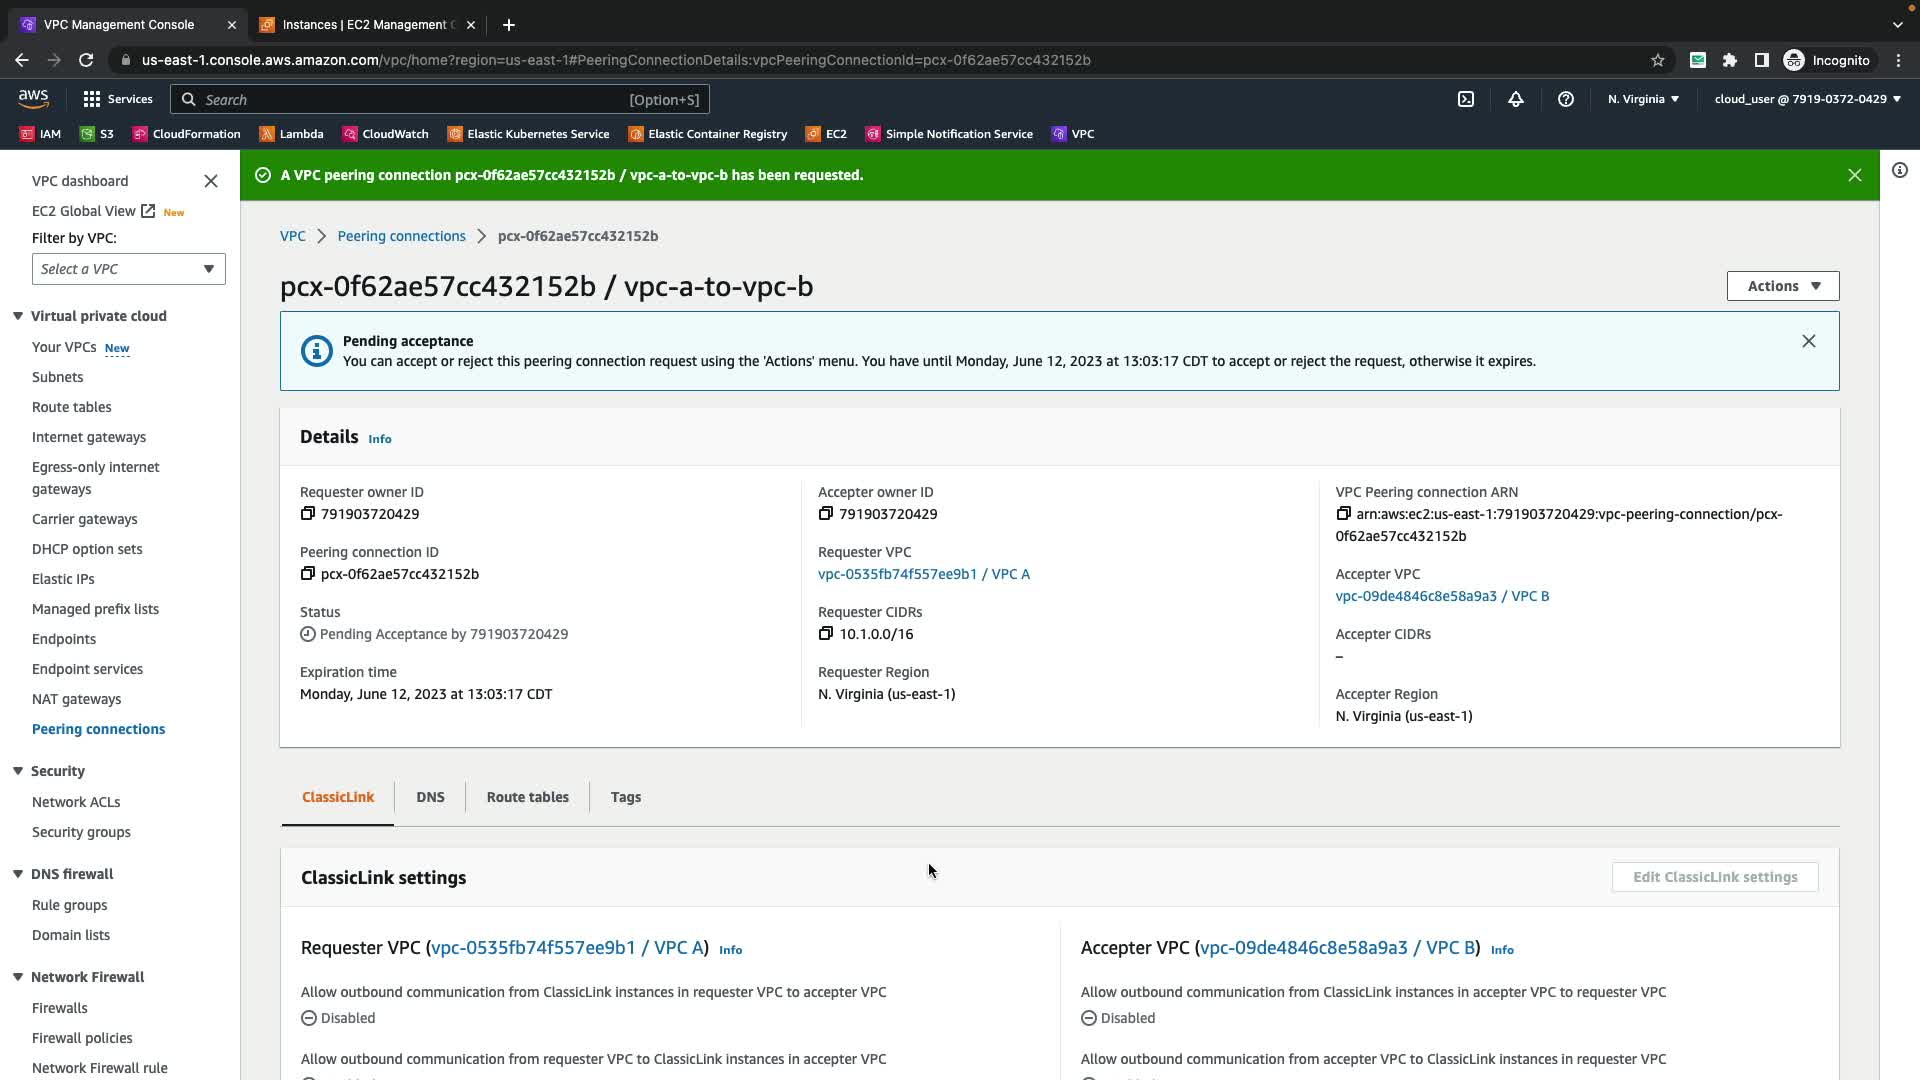 VPC Management Console
Instances | EC2 Management C
us-east-1.console.aws.amazon.com/vpc/home?region=us-east-1#PeeringConnectionDetails:vpcPeeringConnectionId=pcx-0f62ae57cc432152b
Incognito
aws
Services
Search
[Option+S]
N. Virginia
cloud_user @ 7919-0372-0429
IAM
S3
CloudFormation
Lambda
CloudWatch
Elastic Kubernetes Service
Elastic Container Registry
EC2
Simple Notification Service
VPC
VPC dashboard
EC2 Global View New
Filter by VPC:
Select a VPC
Virtual private cloud
Your VPCs New
Subnets
Route tables
Internet gateways
Egress-only internet
gateways
Carrier gateways
DHCP option sets
Elastic IPs
Managed prefix lists
Endpoints
Endpoint services
NAT gateways
Peering connections
Security
Network ACLs
Security groups
DNS firewall
Rule groups
Domain lists
Network Firewall
Firewalls
Firewall policies
Network Firewall rule
A VPC peering connection pcx-0f62ae57cc432152b / vpc-a-to-vpc-b has been requested.
VPC
Peering connections
pcx-0f62ae57cc432152b
pcx-0f62ae57cc432152b / vpc-a-to-vpc-b
Actions
Pending acceptance
You can accept or reject this peering connection request using the 'Actions' menu. You have until Monday, June 12, 2023 at 13:03:17 CDT to accept or reject the request, otherwise it expires.
Details Info
Requester owner ID
791903720429
Peering connection ID
pcx-0f62ae57cc432152b
Status
Pending Acceptance by 791903720429
Expiration time
Monday, June 12, 2023 at 13:03:17 CDT
Accepter owner ID
791903720429
Requester VPC
vpc-0535fb74f557ee9b1 / VPC A
Requester CIDRs
10.1.0.0/16
Requester Region
N. Virginia (us-east-1)
VPC Peering connection ARN
arn:aws:ec2:us-east-1:791903720429:vpc-peering-connection/pcx-
0f62ae57cc432152b
Accepter VPC
vpc-09de4846c8e58a9a3 / VPC B
Accepter CIDRs
–
Accepter Region
N. Virginia (us-east-1)
ClassicLink
DNS
Route tables
Tags
ClassicLink settings
Edit ClassicLink settings
Requester VPC (vpc-0535fb74f557ee9b1 / VPC A) Info
Allow outbound communication from ClassicLink instances in requester VPC to accepter VPC
Disabled
Allow outbound communication from requester VPC to ClassicLink instances in accepter VPC
Accepter VPC (vpc-09de4846c8e58a9a3 / VPC B) Info
Allow outbound communication from ClassicLink instances in accepter VPC to requester VPC
Disabled
Allow outbound communication from accepter VPC to ClassicLink instances in requester VPC